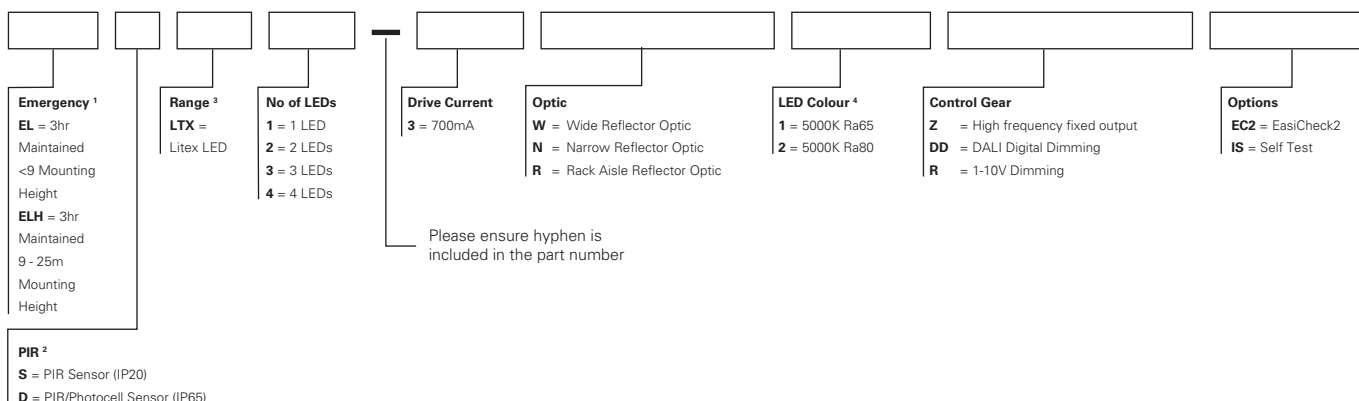 Emergency ¹
EL = 3hr
Maintained
<9 Mounting
Height
ELH = 3hr
Maintained
9 - 25m
Mounting
Height
PIR ²
S = PIR Sensor (IP20)
D = PIR/Photocell Sensor (IP65)
Range ³
LTX =
Litex LED
No of LEDs
1 = 1 LED
2 = 2 LEDs
3 = 3 LEDs
4 = 4 LEDs
Please ensure hyphen is
included in the part number
Drive Current
3 = 700mA
Optic
W = Wide Reflector Optic
N = Narrow Reflector Optic
R = Rack Aisle Reflector Optic
LED Colour ⁴
1 = 5000K Ra65
2 = 5000K Ra80
Control Gear
Z = High frequency fixed output
DD = DALI Digital Dimming
R = 1-10V Dimming
Options
EC2 = EasiCheck2
IS = Self Test